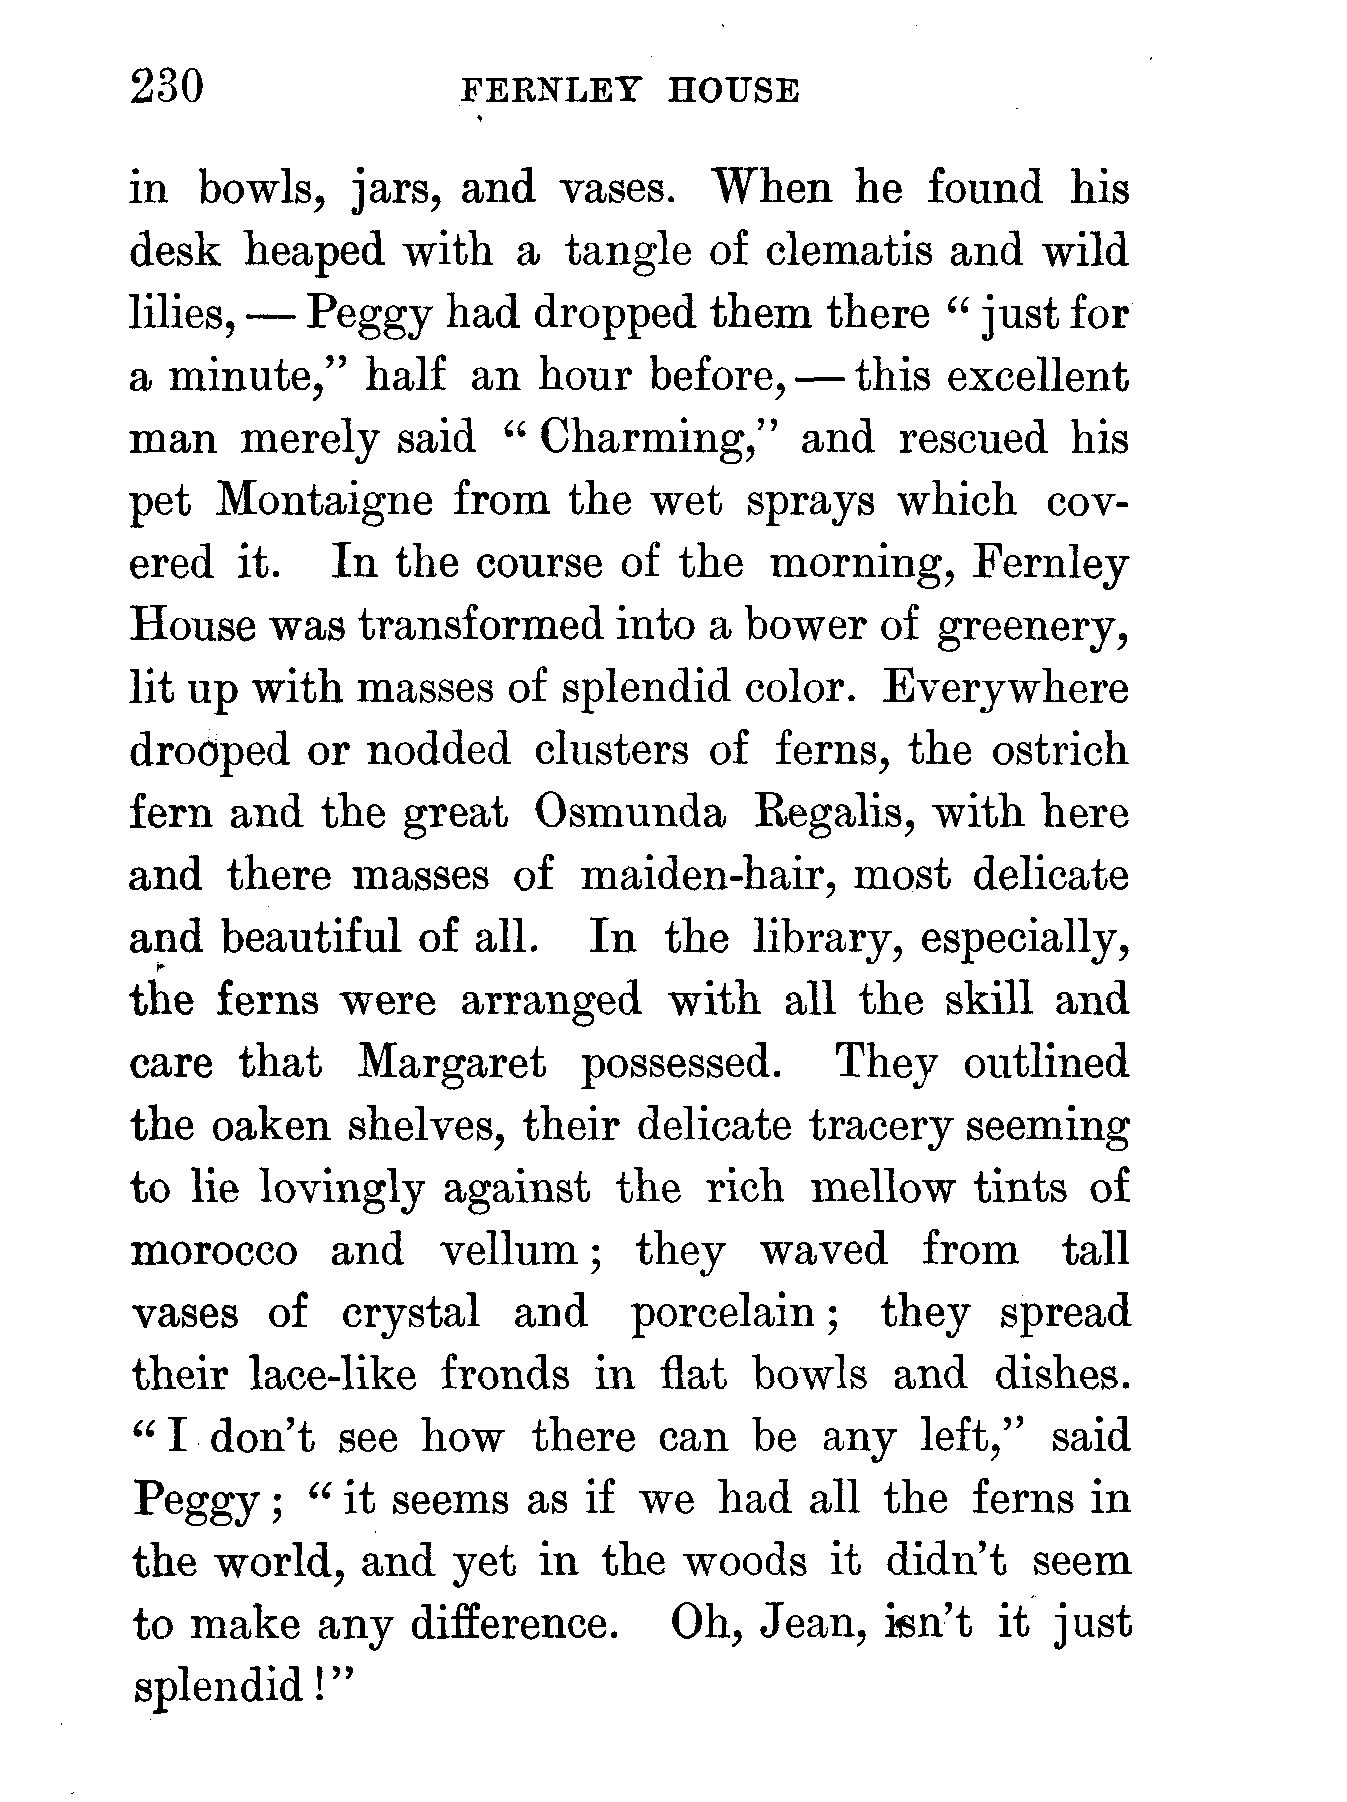 230 FERNLEY HOUSE
in bowls, jars, and vases. When he found his
desk heaped with a tangle of clematis and wild
lilies, — Peggy had dropped them there “ just for
a minute,” half an hour before, — this excellent
man merely said “ Charming,” and rescued his
pet Montaigne from the wet sprays which cov-
ered it. In the course of the morning, Fernley
House was transformed into a bower of greenery,
lit up with masses of splendid color. Everywhere
drooped or nodded clusters of ferns, the ostrich
fern and the great Osmunda Regalis, with here
and there masses of maiden-hair, most delicate
and beautiful of all. In the library, especially,
the ferns were arranged with all the skill and
care that Margaret possessed. They outlined
the oaken shelves, their delicate tracery seeming
to lie lovingly against the rich mellow tints of
morocco and vellum ; they waved from tall
vases of crystal and porcelain ; they spread
their lace-like fronds in flat bowls and dishes.
“ I don’t see how there can be any left,” said
Peggy ; “ it seems as if we had all the ferns in
the world, and yet in the woods it didn’t seem
to make any difference. Oh, Jean, isn’t it just
splendid ! ”